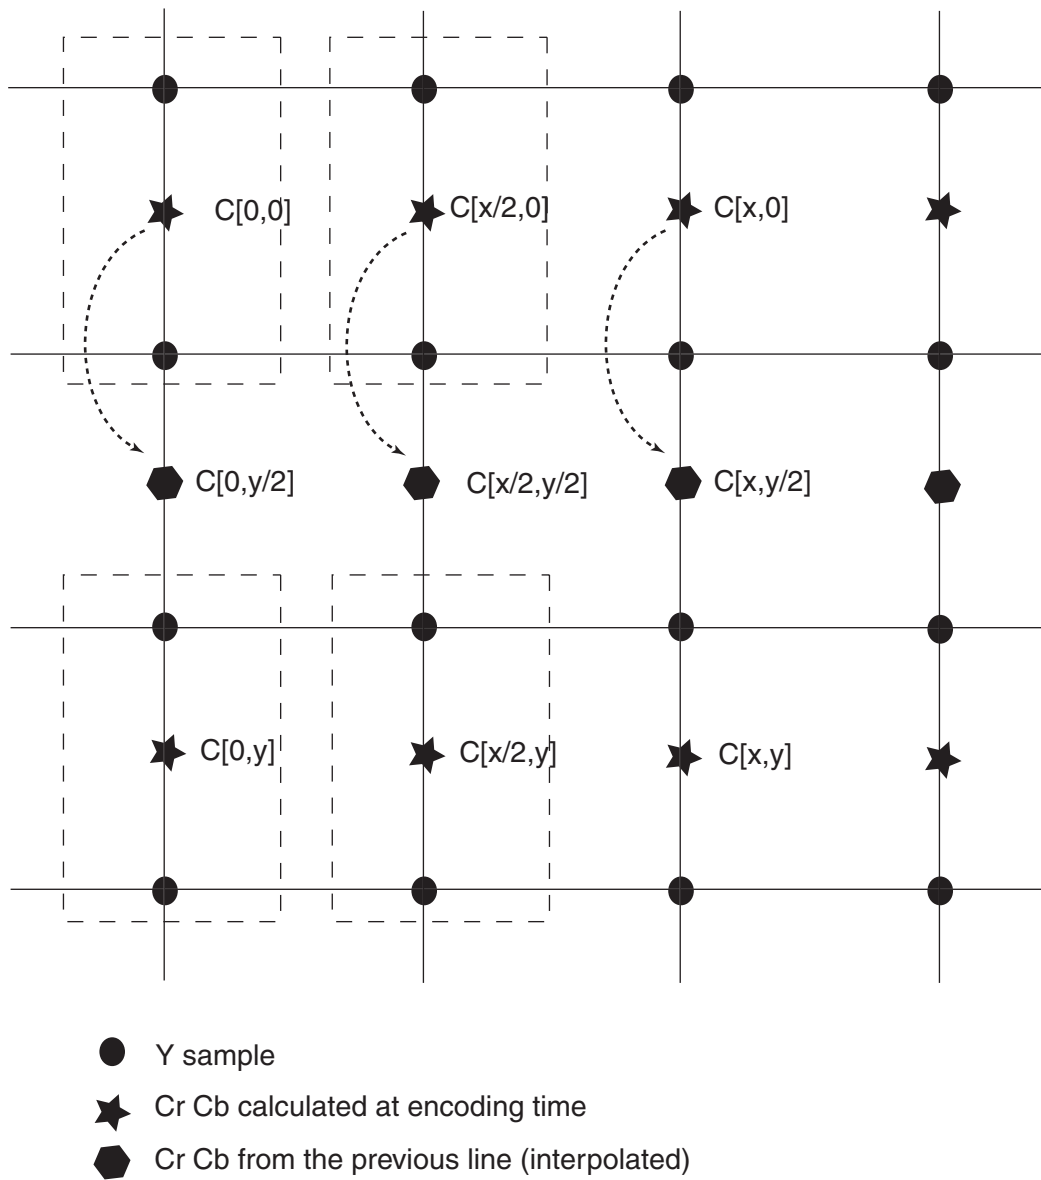 C[0,0] C[x/2,0] C[x,0]
C[0,y/2] C[x/2,y/2] C[x,y/2]
C[0,y] C[x/2,y] C[x,y]
Y sample
Cr Cb calculated at encoding time
Cr Cb from the previous line (interpolated)